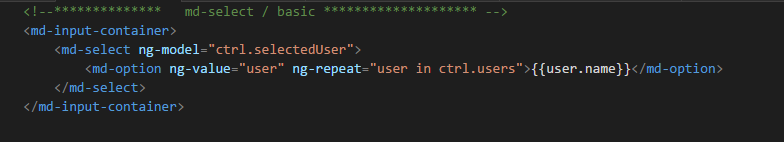 <!--**************   md-select / basic ******************** -->
<md-input-container>
    <md-select ng-model="ctrl.selectedUser">
        <md-option ng-value="user" ng-repeat="user in ctrl.users">{{user.name}}</md-option>
    </md-select>
</md-input-container>